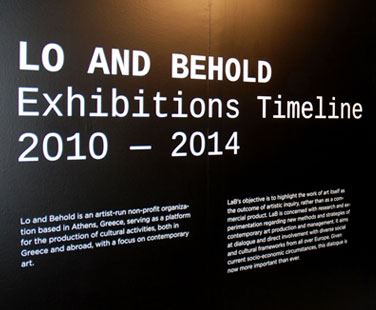 LO AND BEHOLD
Exhibitions Timeline
2010 — 2014
Lo and Behold is an artist-run non-profit organiza-
tion based in Athens, Greece, serving as a platform
for the production of cultural activities, both in
Greece and abroad, with a focus on contemporary
art.
LaB's objective is to highlight the work of art itself as
the outcome of artistic inquiry, rather than as a com-
mercial product. LaB is concerned with research and ex-
perimentation regarding new methods and strategies of
contemporary art production and management. It aims
at dialogue and direct involvement with diverse social
and cultural frameworks from all over Europe. Given
current socio-economic circumstances, this dialogue is
now more important than ever.